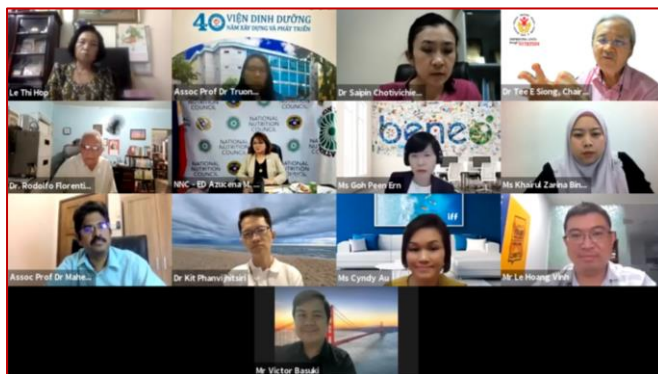 40 VIỆN DINH DƯỠNG
NĂM XÂY DỰNG VÀ PHÁT TRIỂN
Le Thi Hop
Assoc Prof Dr Truon...
Dr Saipin Chotivichie...
Dr Tee E Siong, Chair...
NATIONAL
NUTRITION
COUNCIL
beneo
Dr. Rodolfo Florenti...
NNC - ED Azucena M. ...
Ms Goh Peen Ern
Ms Khairul Zarina Bin...
iff
Assoc Prof Dr Mahe...
Dr Kit Phanvijhitsiri
Ms Cyndy Au
Mr Le Hoang Vinh
Mr Victor Basuki